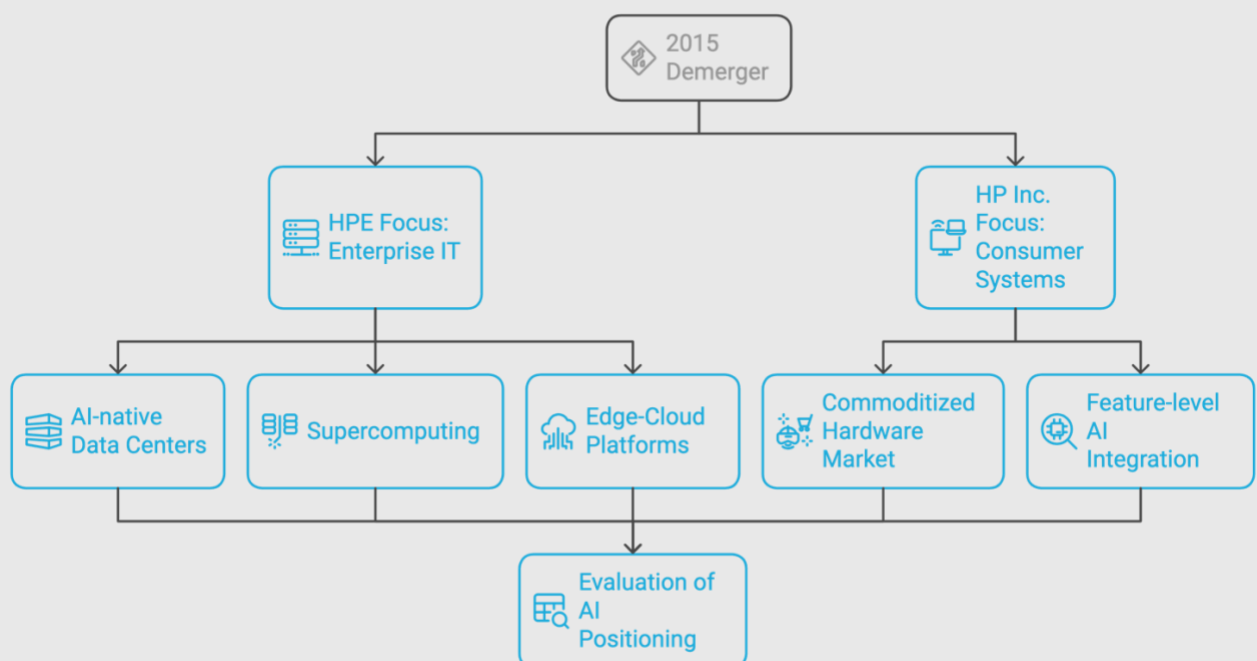 2015
Demerger
HPE Focus:
Enterprise IT
HP Inc.
Focus:
Consumer
Systems
AI-native
Data Centers
Supercomputing
Edge-Cloud
Platforms
Commoditized
Hardware
Market
Feature-level
AI
Integration
Evaluation of
AI
Positioning